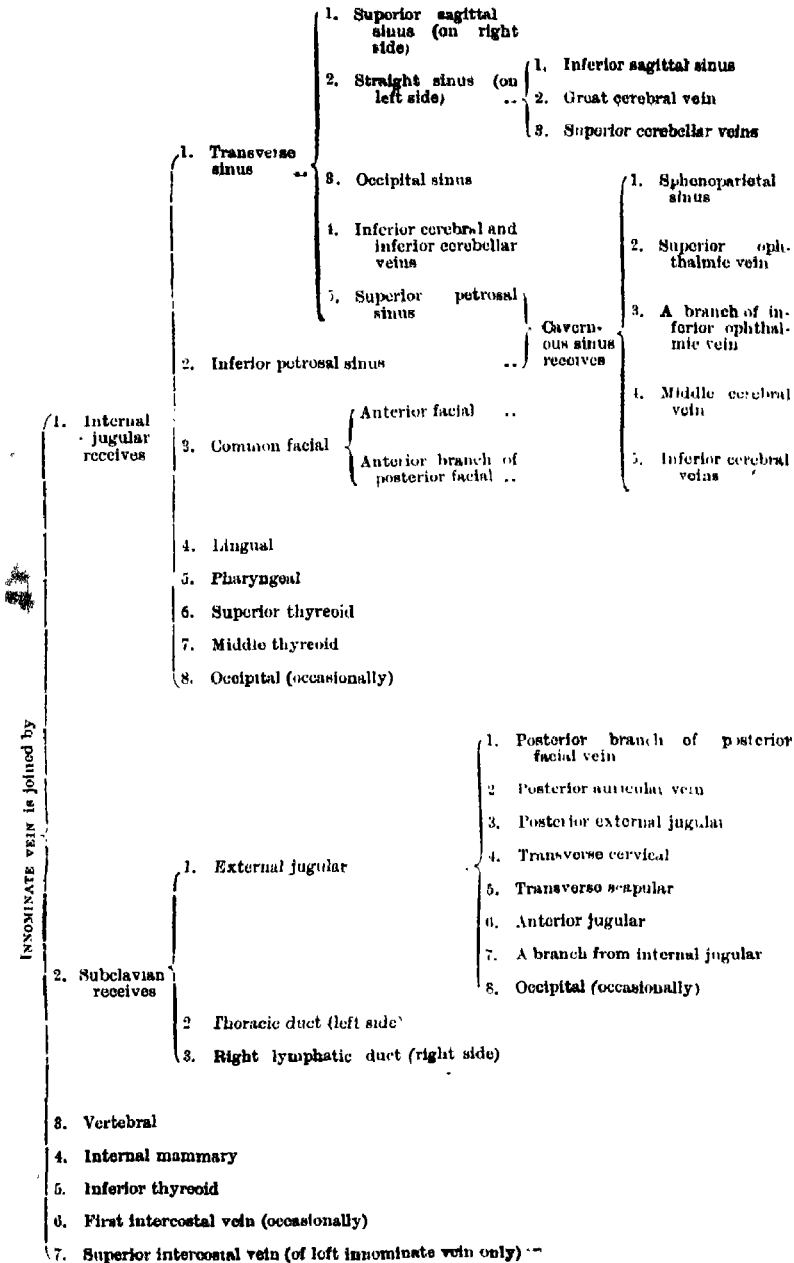 1. Superior sagittal
sinus (on right
side)
2. Straight sinus (on
left side) ..
1. Inferior sagittal sinus
2. Great cerebral vein
3. Superior cerebellar veins
1. Transverse
sinus ..
3. Occipital sinus
4. Inferior cerebral and
inferior cerebellar
veins
5. Superior petrosal
sinus
2. Inferior petrosal sinus ..
Cavern-
ous sinus
receives
1. Sphenoparietal
sinus
2. Superior oph-
thalmic vein
3. A branch of in-
ferior ophthal-
mic vein
4. Middle cerebral
vein
5. Inferior cerebral
veins
1. Internal
jugular
receives
3. Common facial
Anterior facial ..
Anterior branch of
posterior facial ..
4. Lingual
5. Pharyngeal
6. Superior thyreoid
7. Middle thyreoid
8. Occipital (occasionally)
INNOMINATE VEIN is joined by
1. Posterior branch of posterior
facial vein
2 Posterior auricular vein
3. Posterior external jugular
4. Transverse cervical
5. Transverse scapular
6. Anterior jugular
7. A branch from internal jugular
8. Occipital (occasionally)
1. External jugular
2. Subclavian
receives
2 Thoracic duct (left side)
3. Right lymphatic duct (right side)
3. Vertebral
4. Internal mammary
5. Inferior thyreoid
6. First intercostal vein (occasionally)
7. Superior intercostal vein (of left innominate vein only)